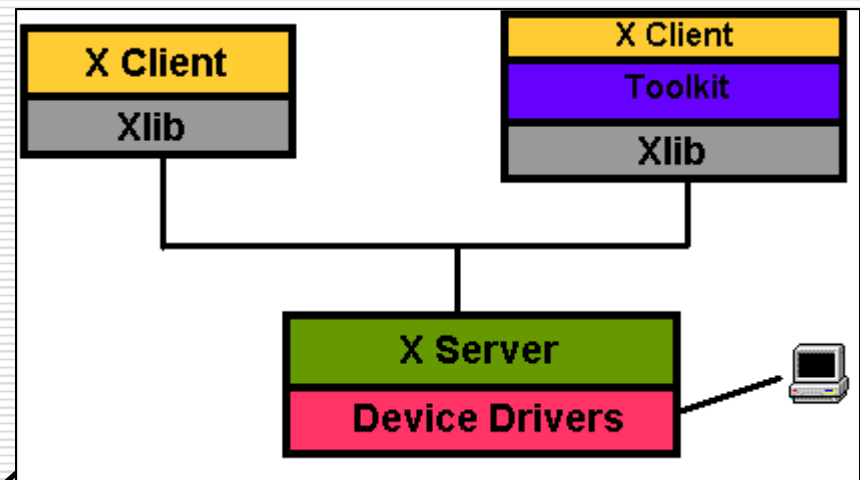 X Client
Xlib
X Client
Toolkit
Xlib
X Server
Device Drivers